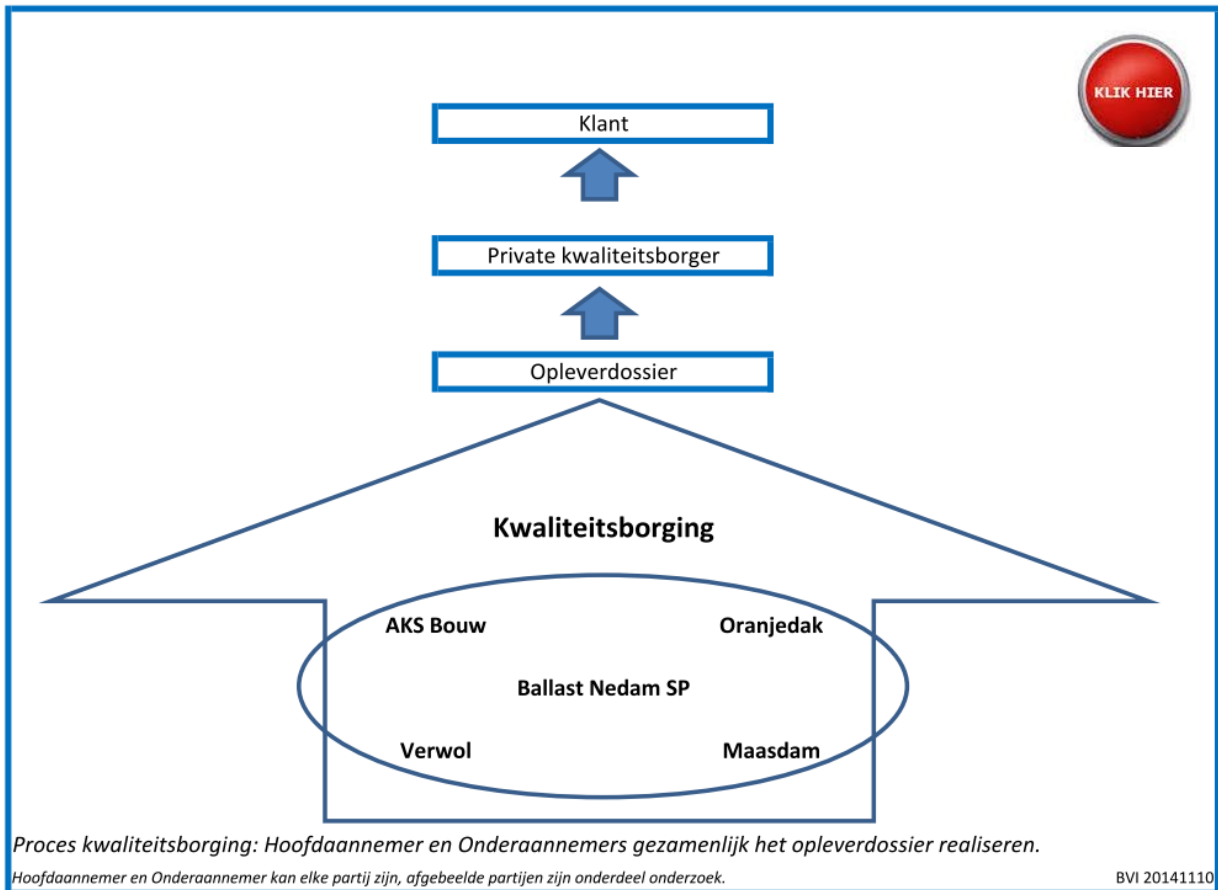 KLIK HIER
Klant
Private kwaliteitsborger
Opleverdossier
Kwaliteitsborging
AKS Bouw Oranjedak
Ballast Nedam SP
Verwol Maasdam
Proces kwaliteitsborging: Hoofdaannemer en Onderaannemers gezamenlijk het opleverdossier realiseren.
Hoofdaannemer en Onderaannemer kan elke partij zijn, afgebeelde partijen zijn onderdeel onderzoek. BVI 20141110